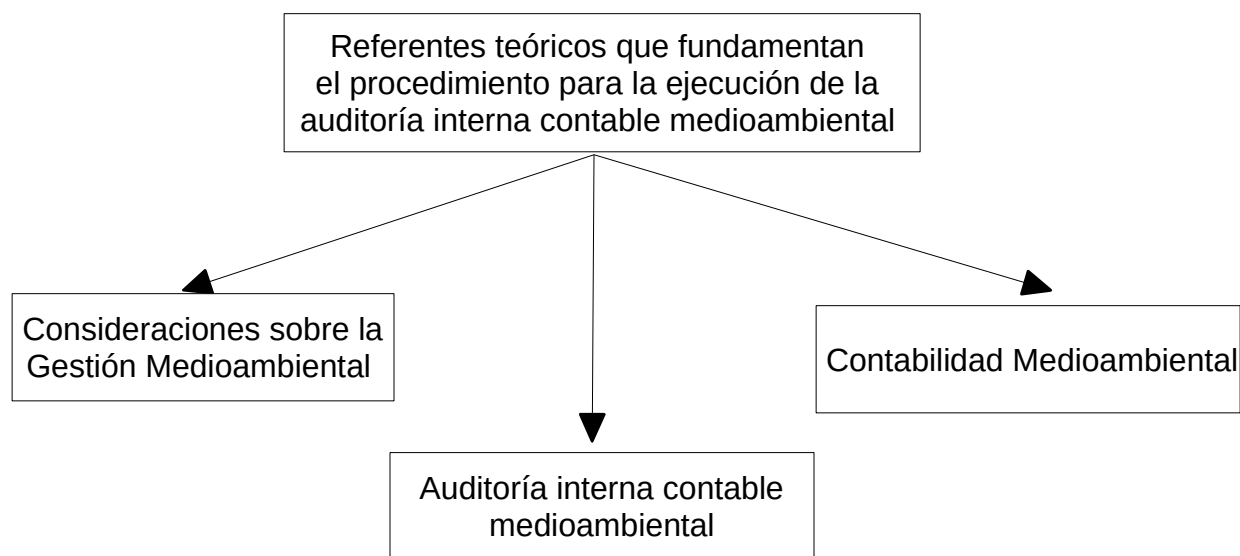 Referentes teóricos que fundamentan
el procedimiento para la ejecución de la
auditoría interna contable medioambiental
Consideraciones sobre la
Gestión Medioambiental
Contabilidad Medioambiental
Auditoría interna contable
medioambiental